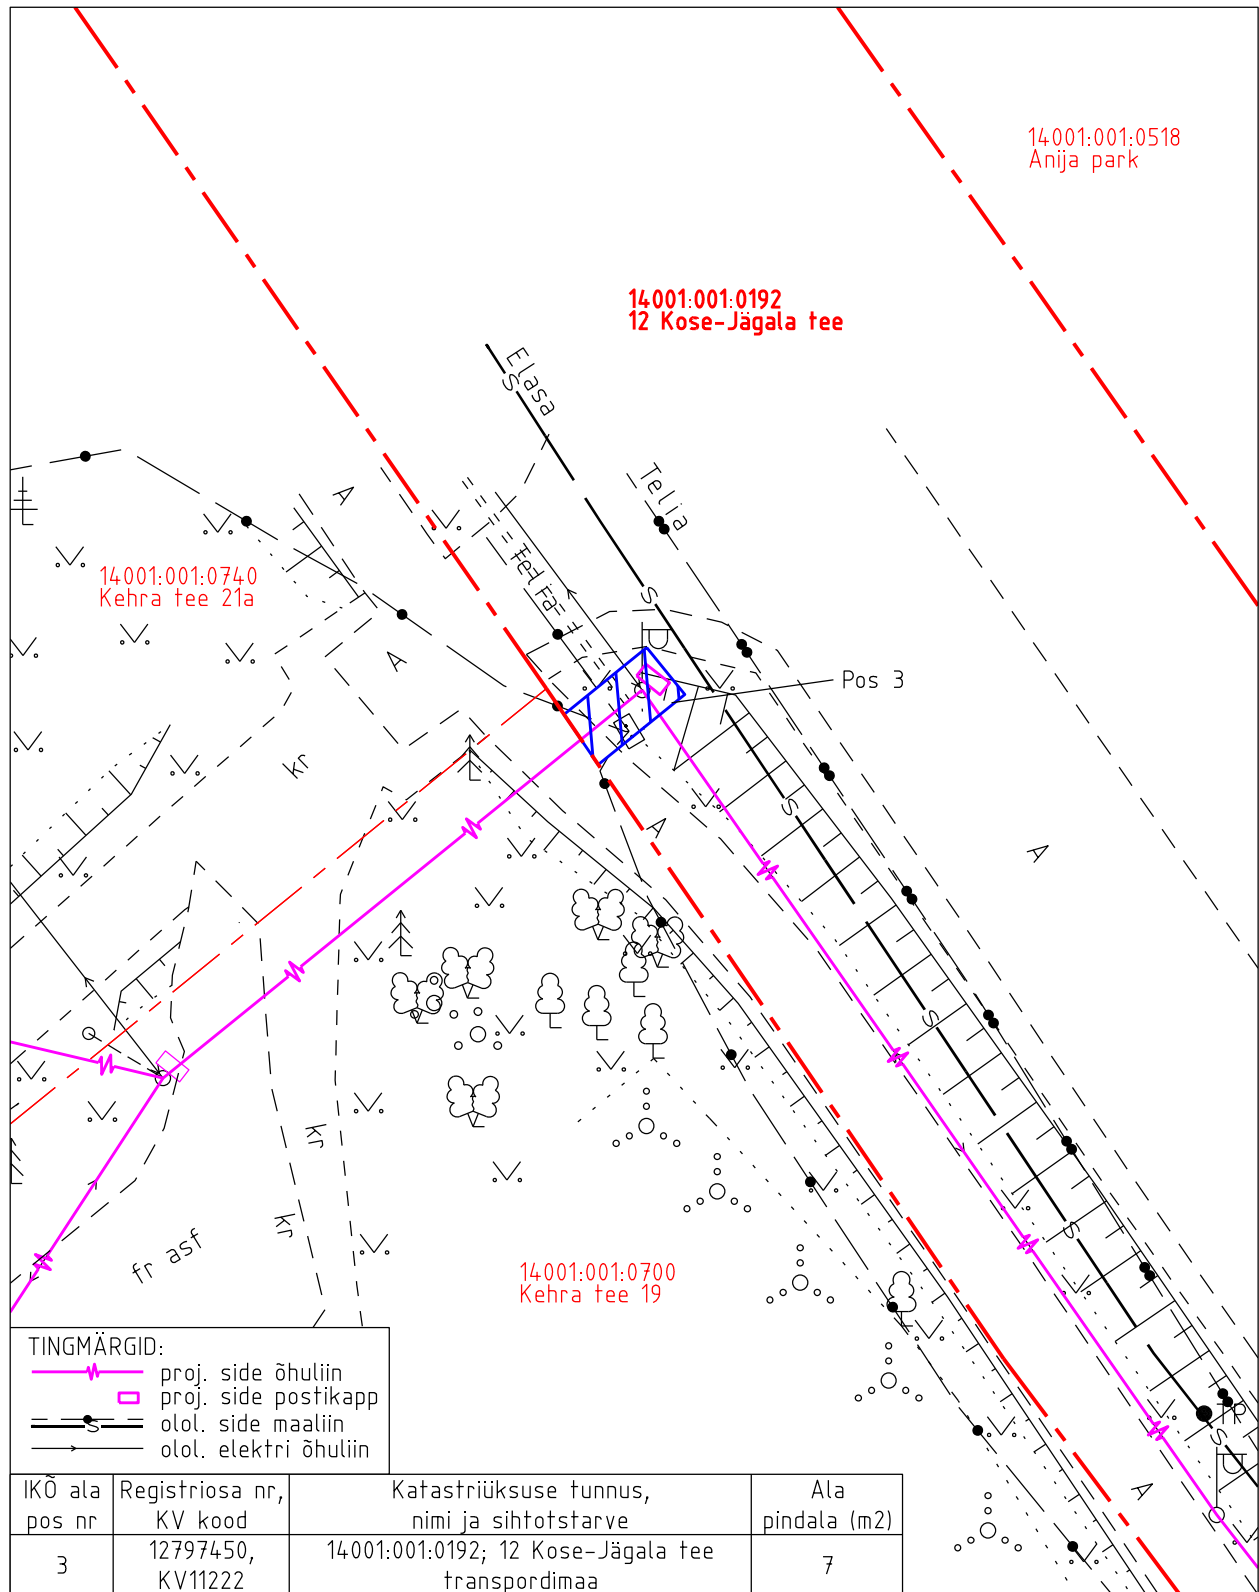 14001:001:0518
Anija park
14001:001:0192
12 Kose-Jägala tee
Elasa
S
Telia
A
14001:001:0740
Kehra tee 21a
Telia
S
A
Pos 3
kr
S
A
A
S
kr
kr
S
fr asf
14001:001:0700
Kehra tee 19
TINGMÄRGID:
proj. side õhuliin
proj. side postikapp
S
olol. side maaliin
olol. elektri õhuliin
S
A
IKÕ ala
pos nr
Registriosa nr,
KV kood
Katastriüksuse tunnus,
nimi ja sihtotstarve
Ala
pindala (m2)
3
12797450,
KV11222
14001:001:0192; 12 Kose-Jägala tee
transpordimaa
7